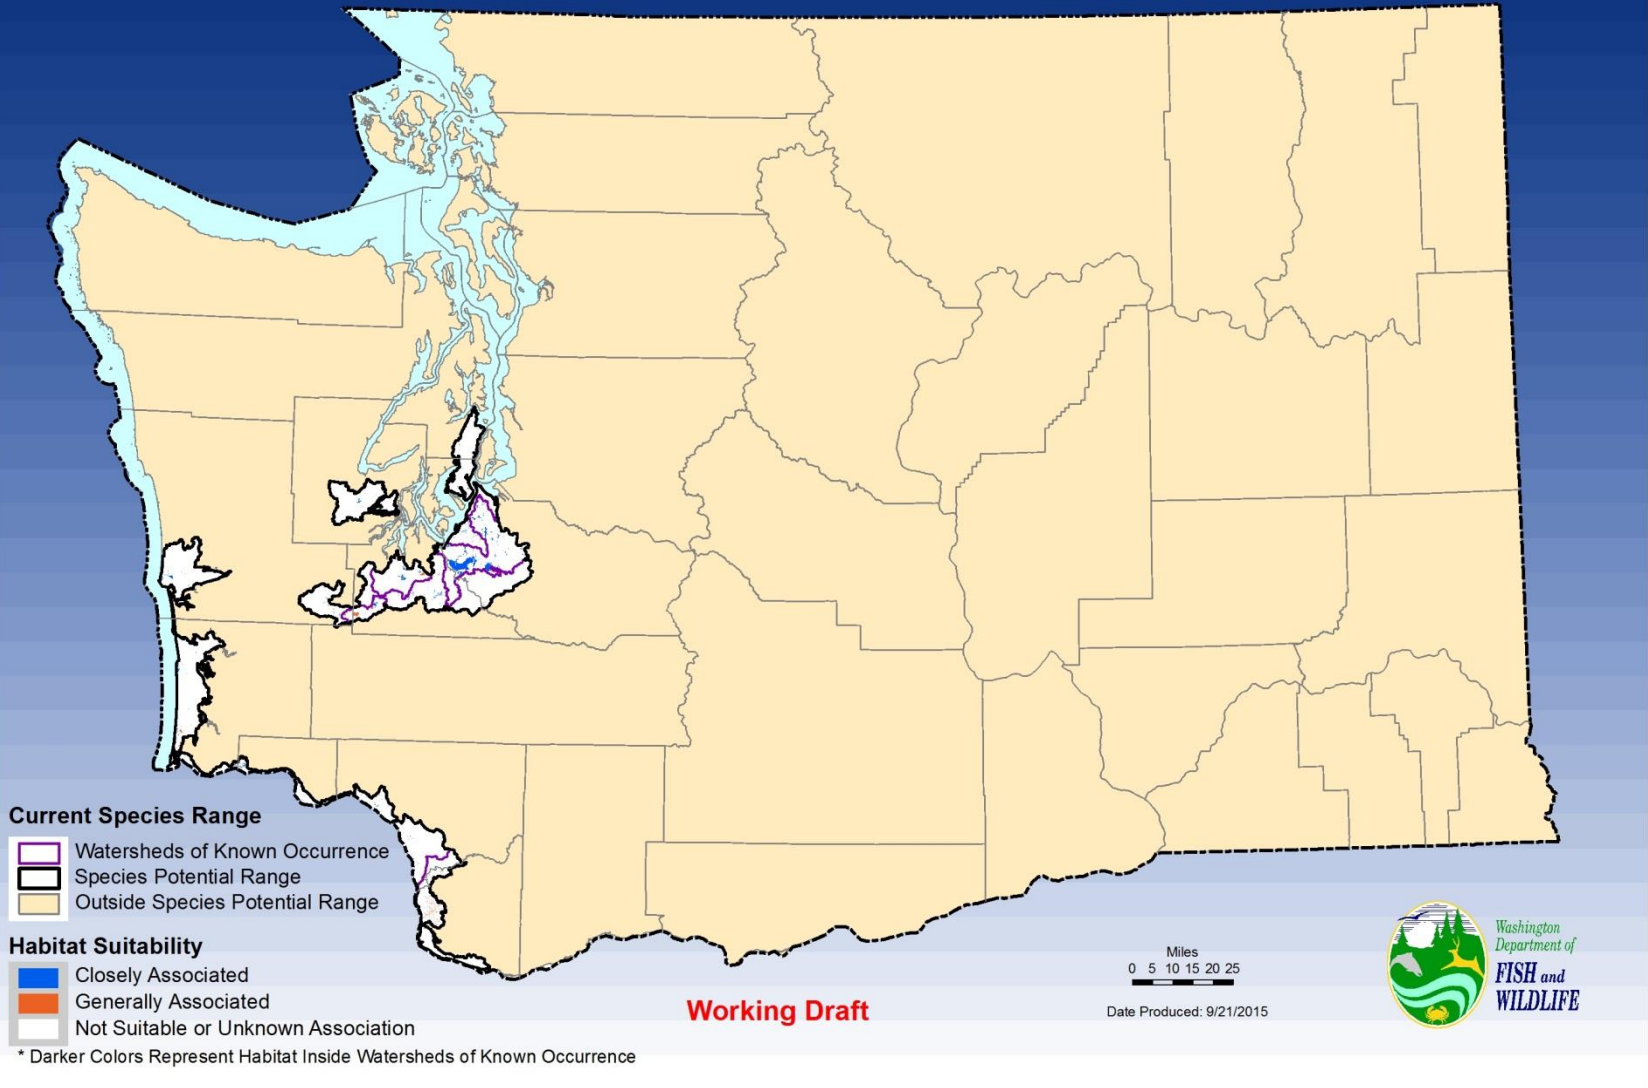 Current Species Range
Watersheds of Known Occurrence
Species Potential Range
Outside Species Potential Range
Habitat Suitability
Closely Associated
Generally Associated
Not Suitable or Unknown Association
* Darker Colors Represent Habitat Inside Watersheds of Known Occurrence
Working Draft
Miles
0 5 10 15 20 25
Date Produced: 9/21/2015
Washington
Department of
FISH and
WILDLIFE